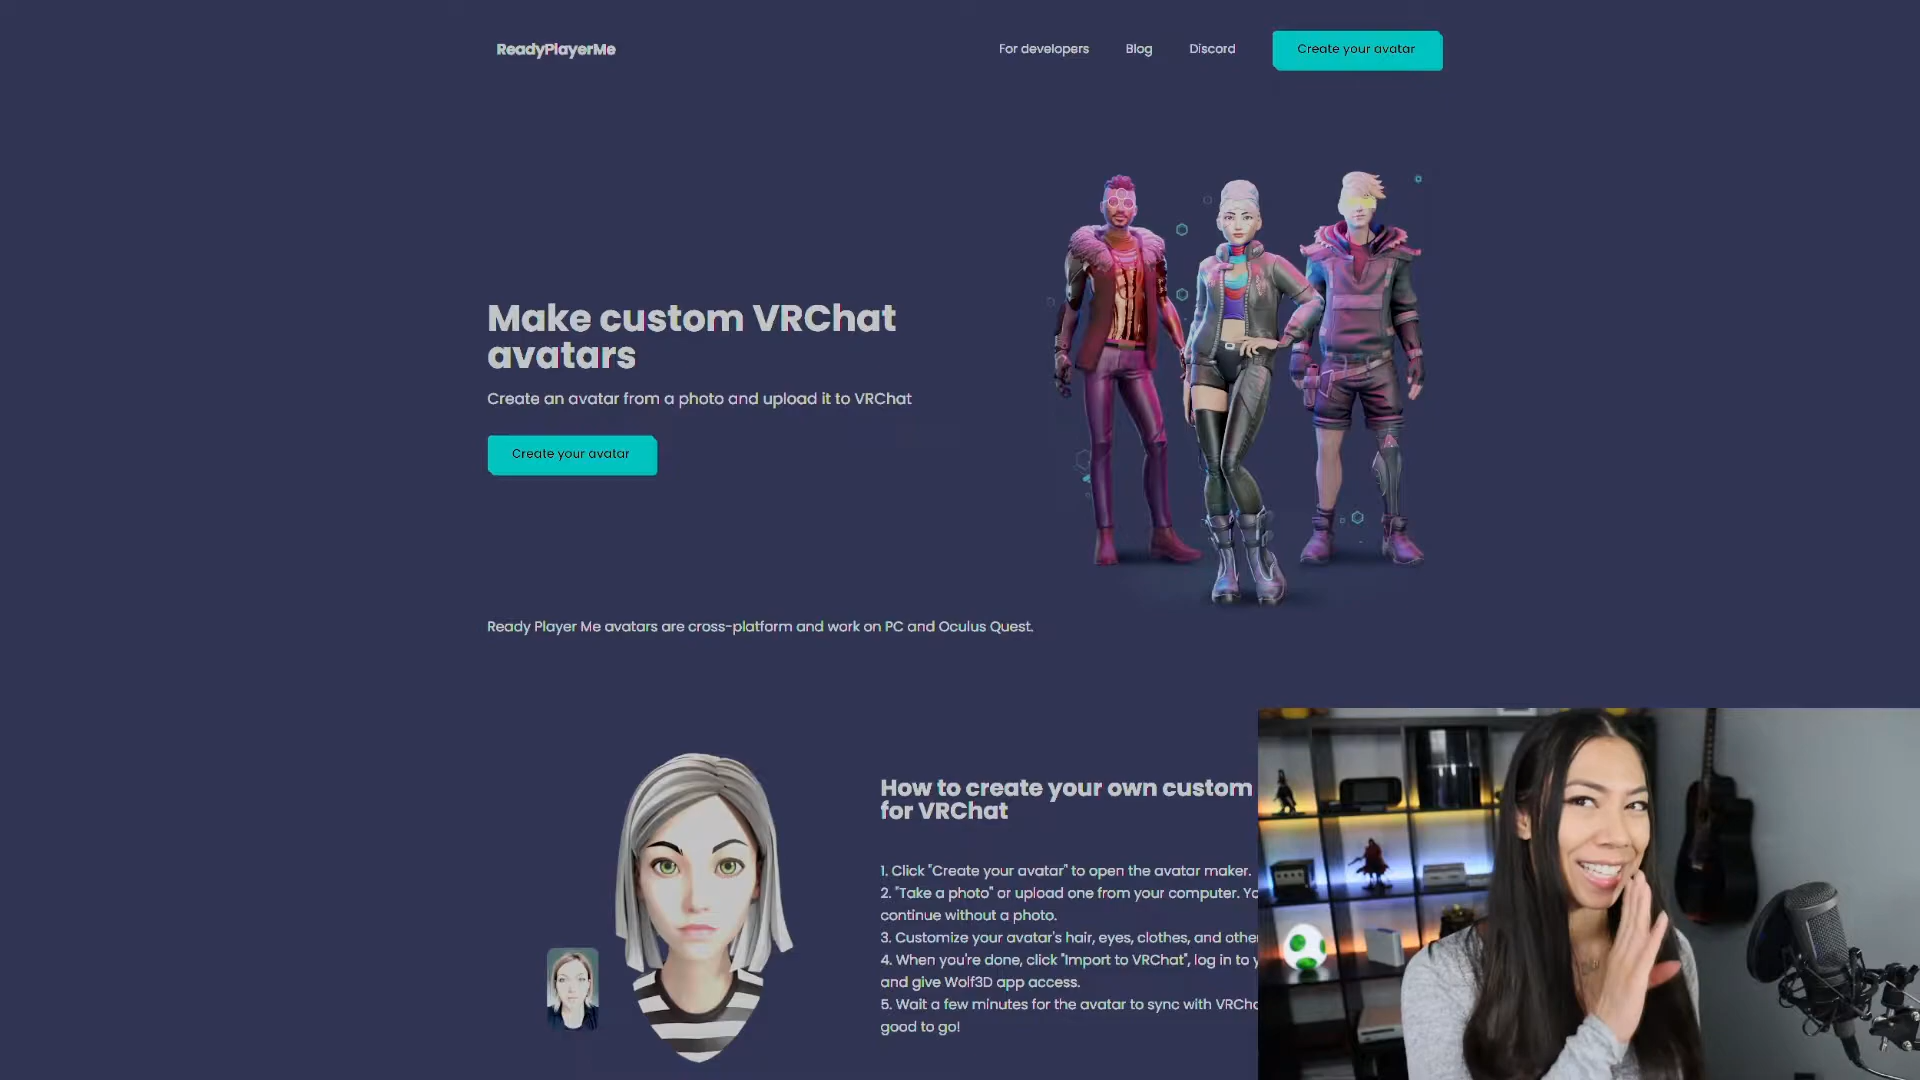 ReadyPlayerMe
For developers
Blog
Discord
Create your avatar
Make custom VRChat
avatars
Create an avatar from a photo and upload it to VRChat
Create your avatar
Ready Player Me avatars are cross-platform and work on PC and Oculus Quest.
How to create your own custom
for VRChat
1. Click "Create your avatar" to open the avatar maker.
2. "Take a photo" or upload one from your computer.
continue without a photo.
3. Customize your avatar's hair, eyes, clothes, and
4. When you're done, click "Import to VRChat", log in to
and give Wolf3D app access.
5. Wait a few minutes for the avatar to sync with
good to go!